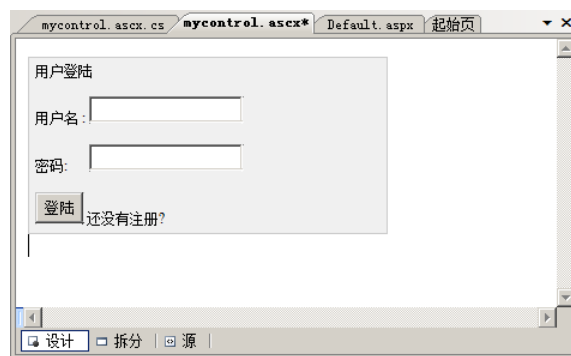 mycontrol.ascx.cs mycontrol.ascx* Default.aspx 起始页
用户登陆
用户名:
密码:
登陆 还没有注册?
设计 拆分 源